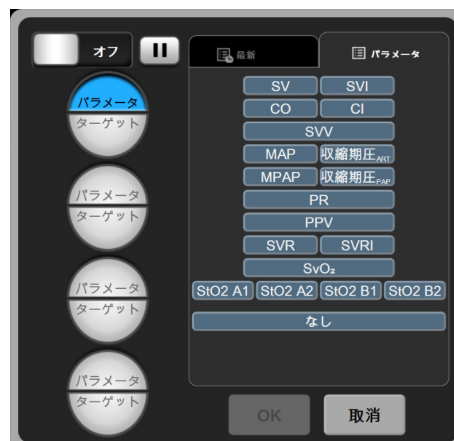 オフ
最新
パラメータ
パラメータ
ターゲット
パラメータ
ターゲット
パラメータ
ターゲット
パラメータ
ターゲット
SV SVI
CO CI
SVV
MAP 収縮期圧ART
MPAP 収縮期圧PAP
PR
PPV
SVR SVRI
SvO₂
StO2 A1 StO2 A2 StO2 B1 StO2 B2
なし
OK 取消